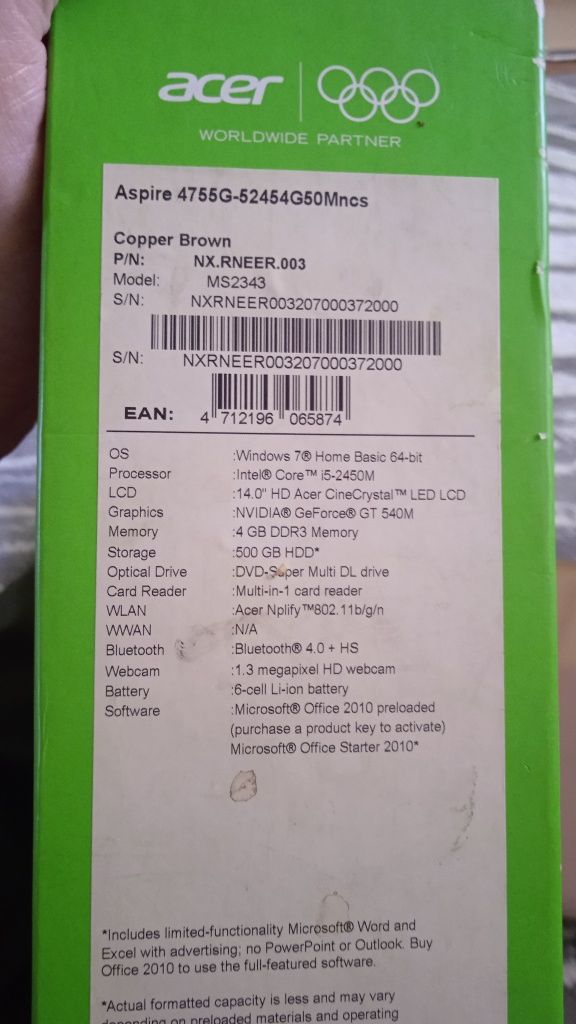 acer
WORLDWIDE PARTNER
Aspire 4755G-52454G50Mncs
Copper Brown
P/N: NX.RNEER.003
Model: MS2343
S/N: NXRNEER003207000372000
S/N: NXRNEER003207000372000
EAN: 4 712196 065874
OS :Windows 7® Home Basic 64-bit
Processor :Intel® Core™ i5-2450M
LCD :14.0" HD Acer CineCrystal™ LED LCD
Graphics :NVIDIA® GeForce® GT 540M
Memory :4 GB DDR3 Memory
Storage :500 GB HDD*
Optical Drive :DVD-Super Multi DL drive
Card Reader :Multi-in-1 card reader
WLAN :Acer Nplify™802.11b/g/n
WWAN :N/A
Bluetooth :Bluetooth® 4.0 + HS
Webcam :1.3 megapixel HD webcam
Battery :6-cell Li-ion battery
Software :Microsoft® Office 2010 preloaded
(purchase a product key to activate)
Microsoft® Office Starter 2010*
*Includes limited-functionality Microsoft® Word and
Excel with advertising; no PowerPoint or Outlook. Buy
Office 2010 to use the full-featured software.
*Actual formatted capacity is less and may vary
depending on preloaded materials and operating